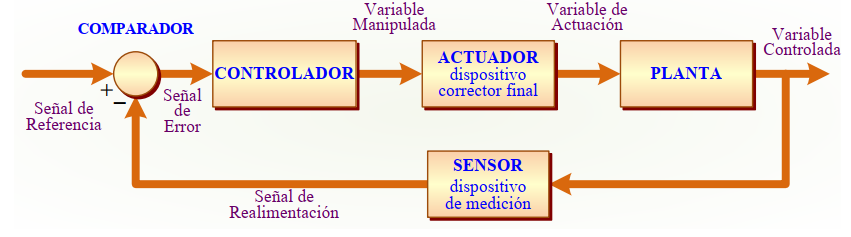 COMPARADOR
Señal de
Referencia
+
−
Señal
de
Error
CONTROLADOR
Variable
Manipulada
ACTUADOR
dispositivo
corrector final
Variable de
Actuación
PLANTA
Variable
Controlada
SENSOR
dispositivo
de medición
Señal de
Realimentación